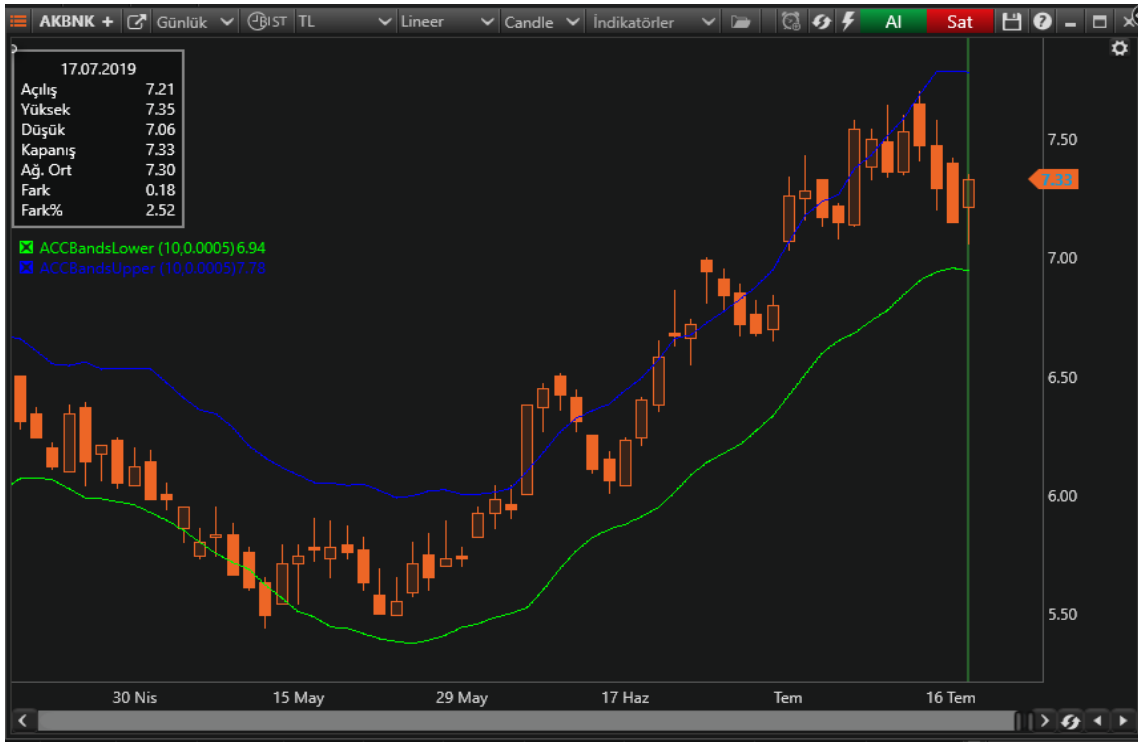 AKBNK + Günlük BIST TL Lineer Candle İndikatörler Al Sat
17.07.2019
Açılış 7.21
Yüksek 7.35
Düşük 7.06
Kapanış 7.33
Ağ. Ort 7.30
Fark 0.18
Fark% 2.52
ACCBandsLower (10,0.0005) 6.94
ACCBandsUpper (10,0.0005) 7.78
7.50
7.33
7.00
6.50
6.00
5.50
30 Nis 15 May 29 May 17 Haz Tem 16 Tem